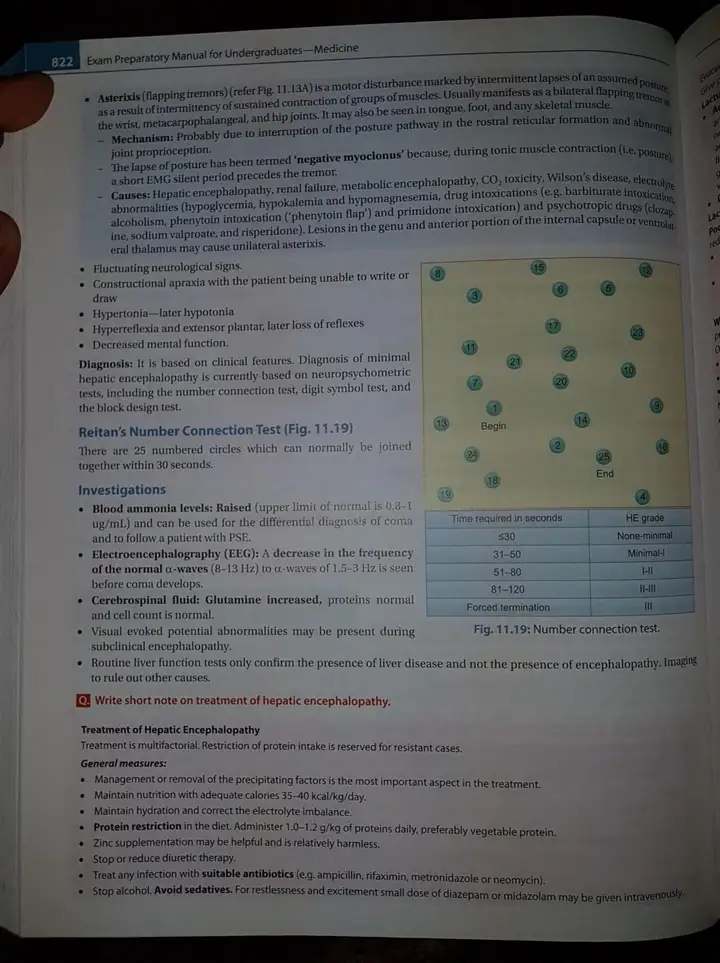 822 Exam Preparatory Manual for Undergraduates—Medicine
• Asterixis (flapping tremors) (refer Fig. 11.13A) is a motor disturbance marked by intermittent lapses of an assumed posture,
as a result of intermittency of sustained contraction of groups of muscles. Usually manifests as a bilateral flapping tremor at
the wrist, metacarpophalangeal, and hip joints. It may also be seen in tongue, foot, and any skeletal muscle.
– Mechanism: Probably due to interruption of the posture pathway in the rostral reticular formation and abnormal
joint proprioception.
- The lapse of posture has been termed 'negative myoclonus' because, during tonic muscle contraction (i.e. posture),
a short EMG silent period precedes the tremor.
- Causes: Hepatic encephalopathy, renal failure, metabolic encephalopathy, CO₂ toxicity, Wilson's disease, electrolyte
abnormalities (hypoglycemia, hypokalemia and hypomagnesemia, drug intoxications (e.g. barbiturate intoxication,
alcoholism, phenytoin intoxication ('phenytoin flap') and primidone intoxication) and psychotropic drugs (clozap-
ine, sodium valproate, and risperidone). Lesions in the genu and anterior portion of the internal capsule or ventrolat-
eral thalamus may cause unilateral asterixis.
• Fluctuating neurological signs.
• Constructional apraxia with the patient being unable to write or
draw
• Hypertonia—later hypotonia
• Hyperreflexia and extensor plantar, later loss of reflexes
• Decreased mental function.
Diagnosis: It is based on clinical features. Diagnosis of minimal
hepatic encephalopathy is currently based on neuropsychometric
tests, including the number connection test, digit symbol test, and
the block design test.
Reitan's Number Connection Test (Fig. 11.19)
There are 25 numbered circles which can normally be joined
together within 30 seconds.
Investigations
• Blood ammonia levels: Raised (upper limit of normal is 0.8–1
ug/mL) and can be used for the differential diagnosis of coma
and to follow a patient with PSE.
• Electroencephalography (EEG): A decrease in the frequency
of the normal α-waves (8–13 Hz) to α-waves of 1.5–3 Hz is seen
before coma develops.
• Cerebrospinal fluid: Glutamine increased, proteins normal
and cell count is normal.
• Visual evoked potential abnormalities may be present during
subclinical encephalopathy.
8 15 12
3 6 5
17 23
11 21 22
10
7 20
1 9
Begin
13 14
2 16
24 25
End
18
19 4
Time required in seconds HE grade
≤30 None-minimal
31–50 Minimal-I
51–80 I-II
81–120 II-III
Forced termination III
Fig. 11.19: Number connection test.
• Routine liver function tests only confirm the presence of liver disease and not the presence of encephalopathy. Imaging
to rule out other causes.
Q. Write short note on treatment of hepatic encephalopathy.
Treatment of Hepatic Encephalopathy
Treatment is multifactorial. Restriction of protein intake is reserved for resistant cases.
General measures:
• Management or removal of the precipitating factors is the most important aspect in the treatment.
• Maintain nutrition with adequate calories 35–40 kcal/kg/day.
• Maintain hydration and correct the electrolyte imbalance.
• Protein restriction in the diet. Administer 1.0–1.2 g/kg of proteins daily, preferably vegetable protein.
• Zinc supplementation may be helpful and is relatively harmless.
• Stop or reduce diuretic therapy.
• Treat any infection with suitable antibiotics (e.g. ampicillin, rifaximin, metronidazole or neomycin).
• Stop alcohol. Avoid sedatives. For restlessness and excitement small dose of diazepam or midazolam may be given intravenously.